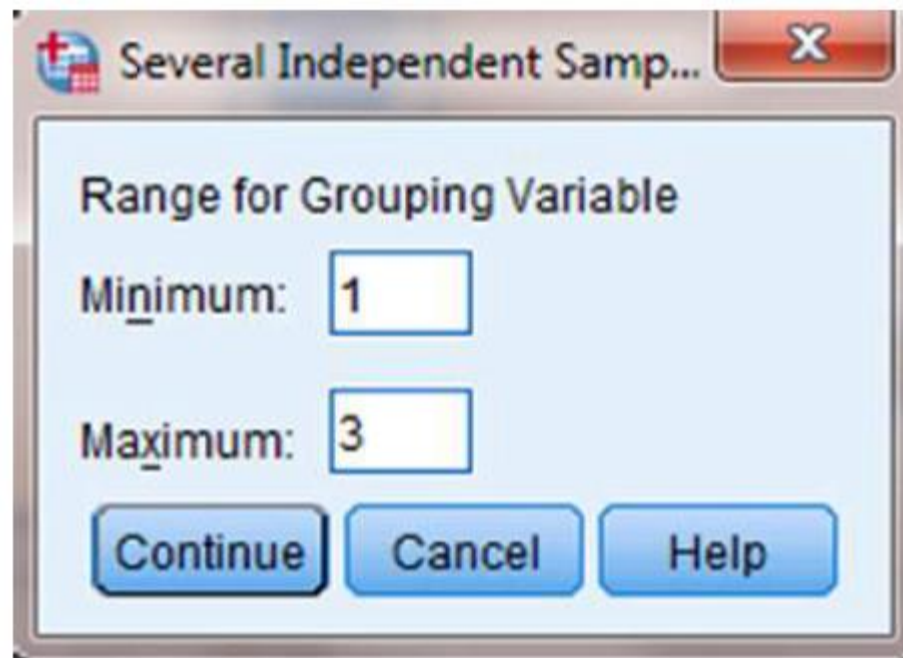 Several Independent Samp...
Range for Grouping Variable
Minimum: 1
Maximum: 3
Continue Cancel Help